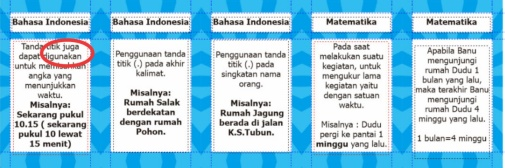 Bahasa Indonesia
Tanda titik juga
dapat digunakan
untuk memisahkan
angka yang
menunjukkan
waktu.
Misalnya:
Sekarang pukul
10.15 ( sekarang
pukul 10 lewat
15 menit)
Bahasa Indonesia
Penggunaan tanda
titik (.) pada akhir
kalimat.
Misalnya:
Rumah Salak
berdekatan
dengan rumah
Pohon.
Bahasa Indonesia
Penggunaan tanda
titik (.) pada
singkatan nama
orang.
Misalnya:
Rumah Jagung
berada di jalan
K.S.Tubun.
Matematika
Pada saat
melakukan suatu
kegiatan, untuk
mengukur lama
kegiatan yaitu
dengan satuan
waktu.
Misalnya : Dudu
pergi ke pantai 1
minggu yang lalu.
Matematika
Apabila Banu
mengunjungi
rumah Dudu 1
bulan yang lalu,
maka terakhir Banu
mengunjungi
rumah Dudu 4
minggu yang lalu.
1 bulan=4 minggu